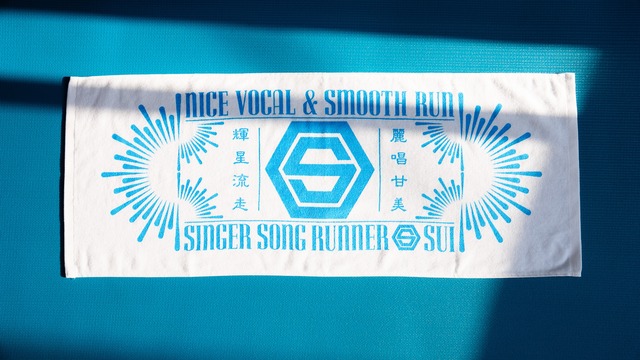 NICE VOCAL & SMOOTH RUN
輝星流走
S
麗唱甘美
SINGER SONG RUNNER S SUI